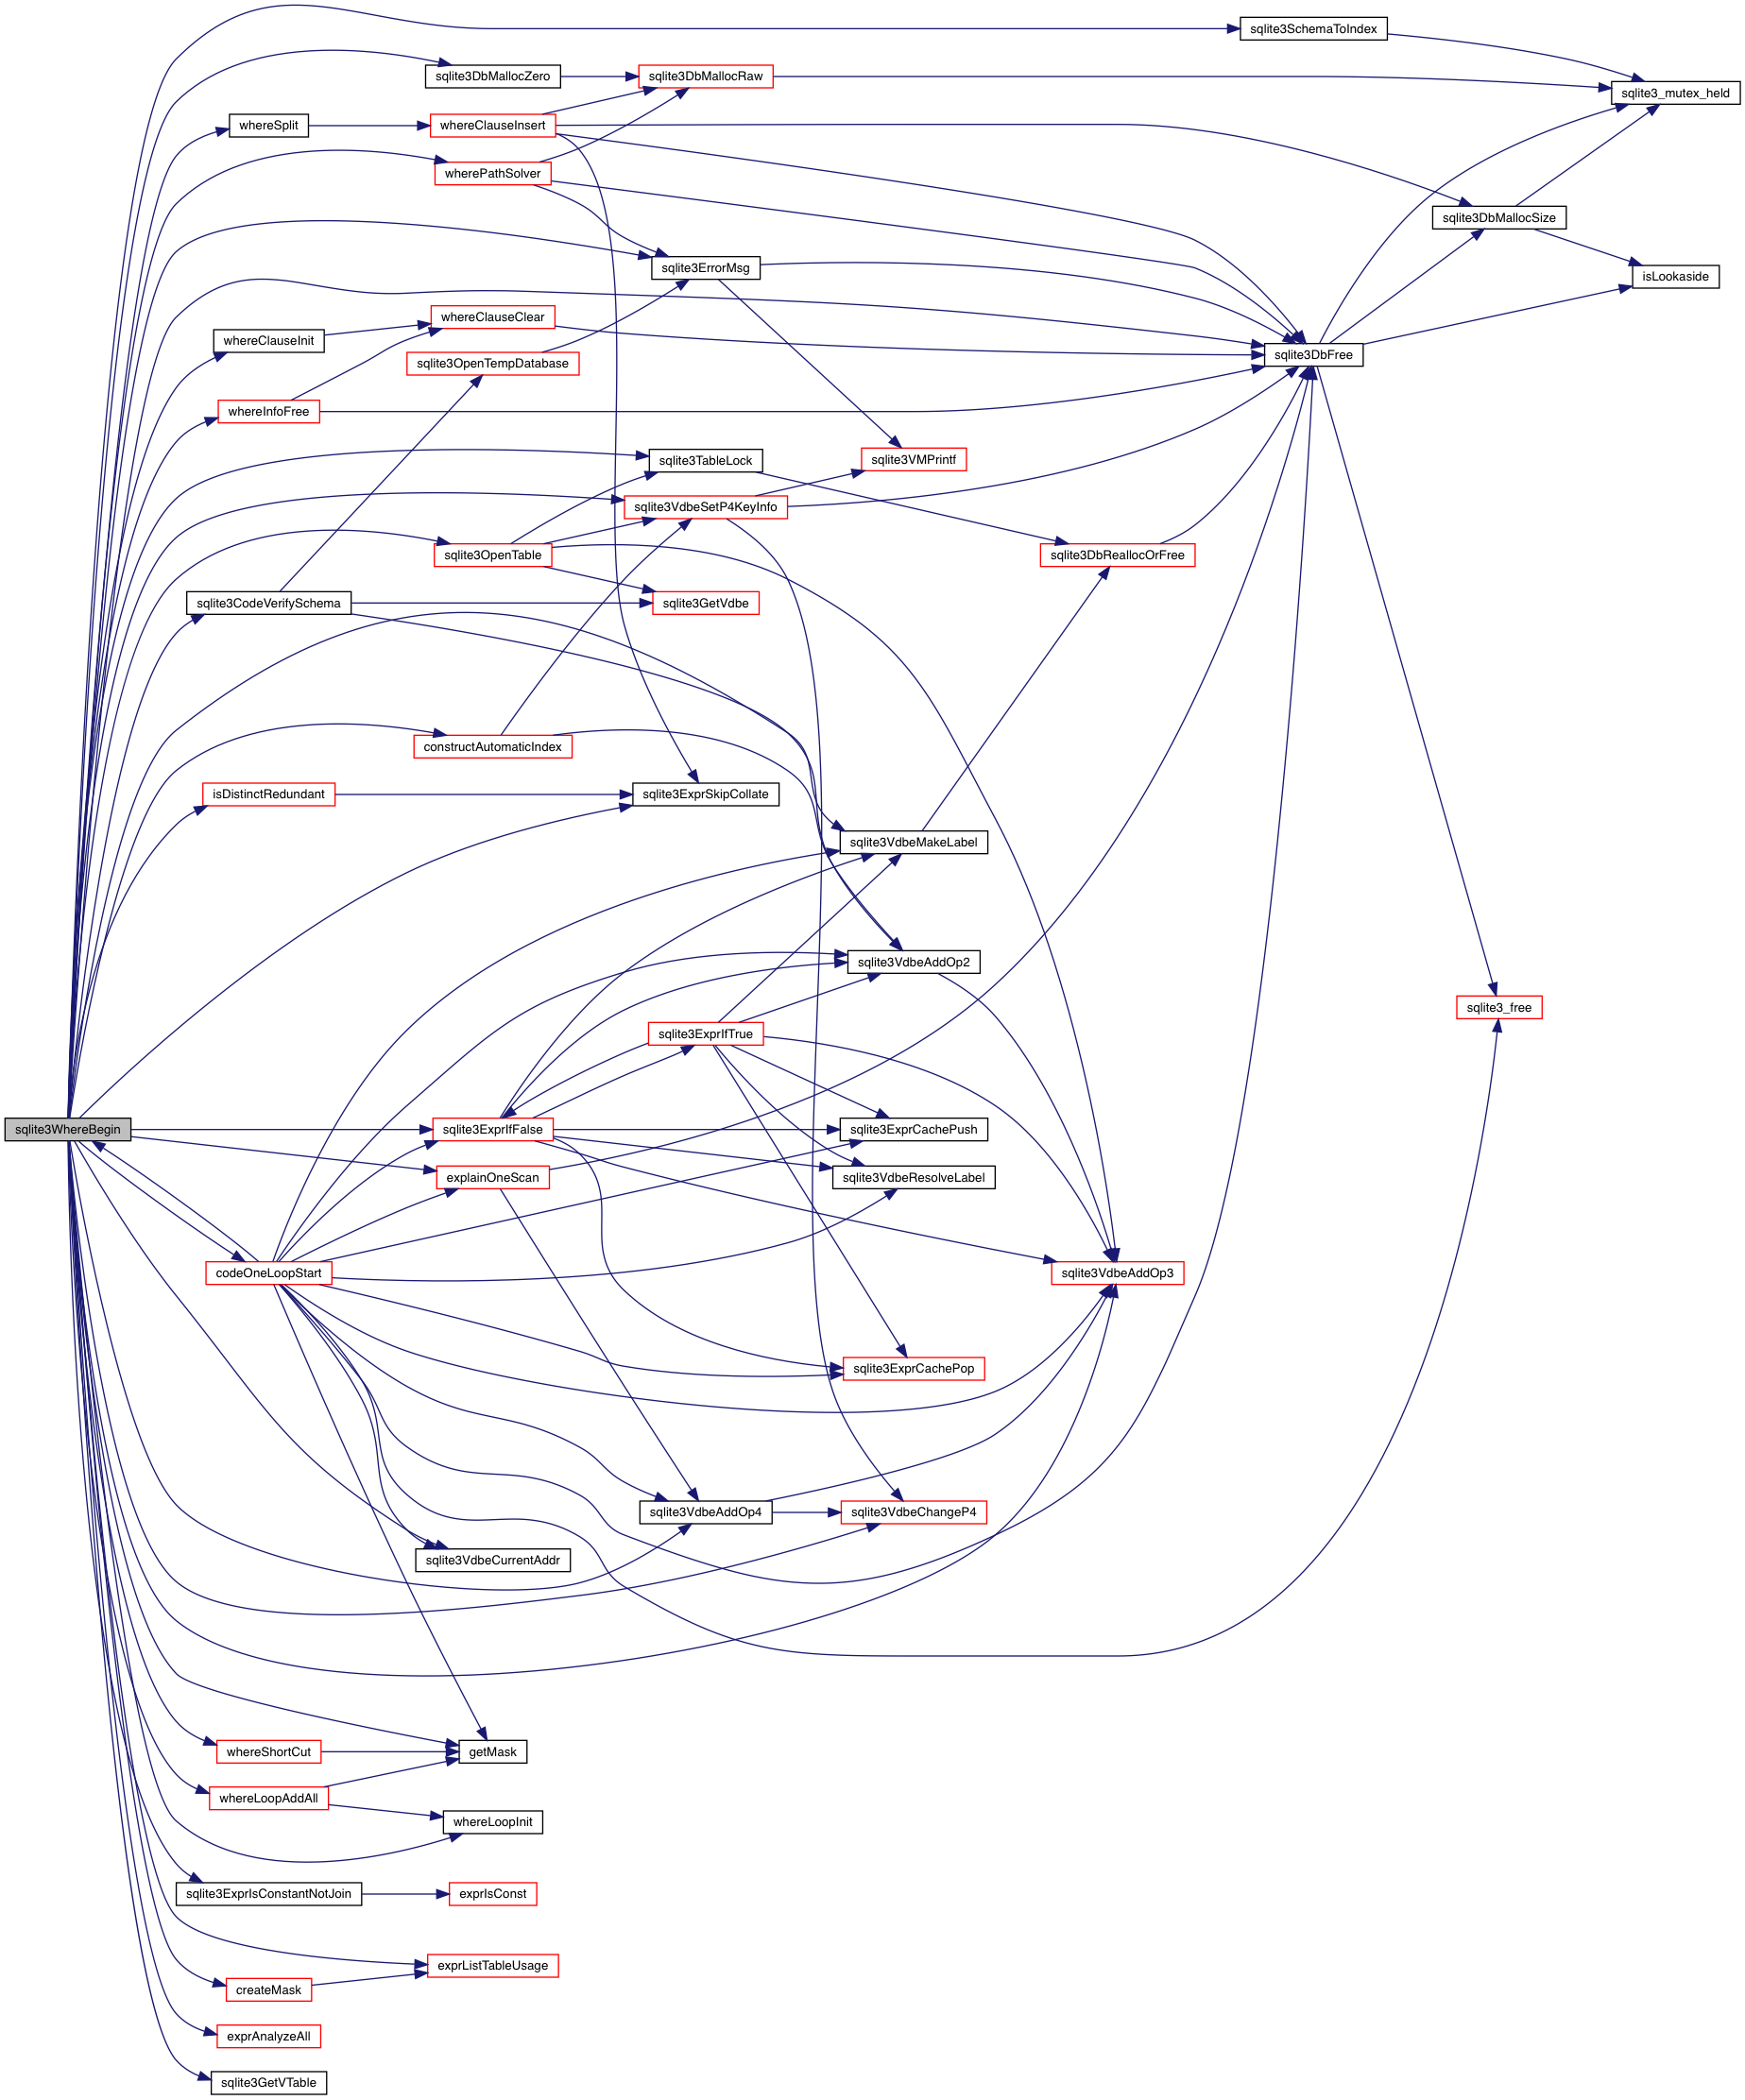 sqlite3SchemaToIndex
sqlite3DbMallocZero
sqlite3DbMallocRaw
sqlite3_mutex_held
whereSplit
whereClauseInsert
wherePathSolver
sqlite3DbMallocSize
sqlite3ErrorMsg
isLookaside
whereClauseClear
whereClauseInit
sqlite3DbFree
sqlite3OpenTempDatabase
whereInfoFree
sqlite3TableLock
sqlite3VMPrintf
sqlite3VdbeSetP4KeyInfo
sqlite3OpenTable
sqlite3DbReallocOrFree
sqlite3CodeVerifySchema
sqlite3GetVdbe
constructAutomaticIndex
isDistinctRedundant
sqlite3ExprSkipCollate
sqlite3VdbeMakeLabel
sqlite3VdbeAddOp2
sqlite3_free
sqlite3ExprIfTrue
sqlite3WhereBegin
sqlite3ExprIfFalse
sqlite3ExprCachePush
explainOneScan
sqlite3VdbeResolveLabel
codeOneLoopStart
sqlite3VdbeAddOp3
sqlite3ExprCachePop
sqlite3VdbeAddOp4
sqlite3VdbeChangeP4
sqlite3VdbeCurrentAddr
whereShortCut
getMask
whereLoopAddAll
whereLoopInit
sqlite3ExprIsConstantNotJoin
exprIsConst
exprListTableUsage
createMask
exprAnalyzeAll
sqlite3GetVTable